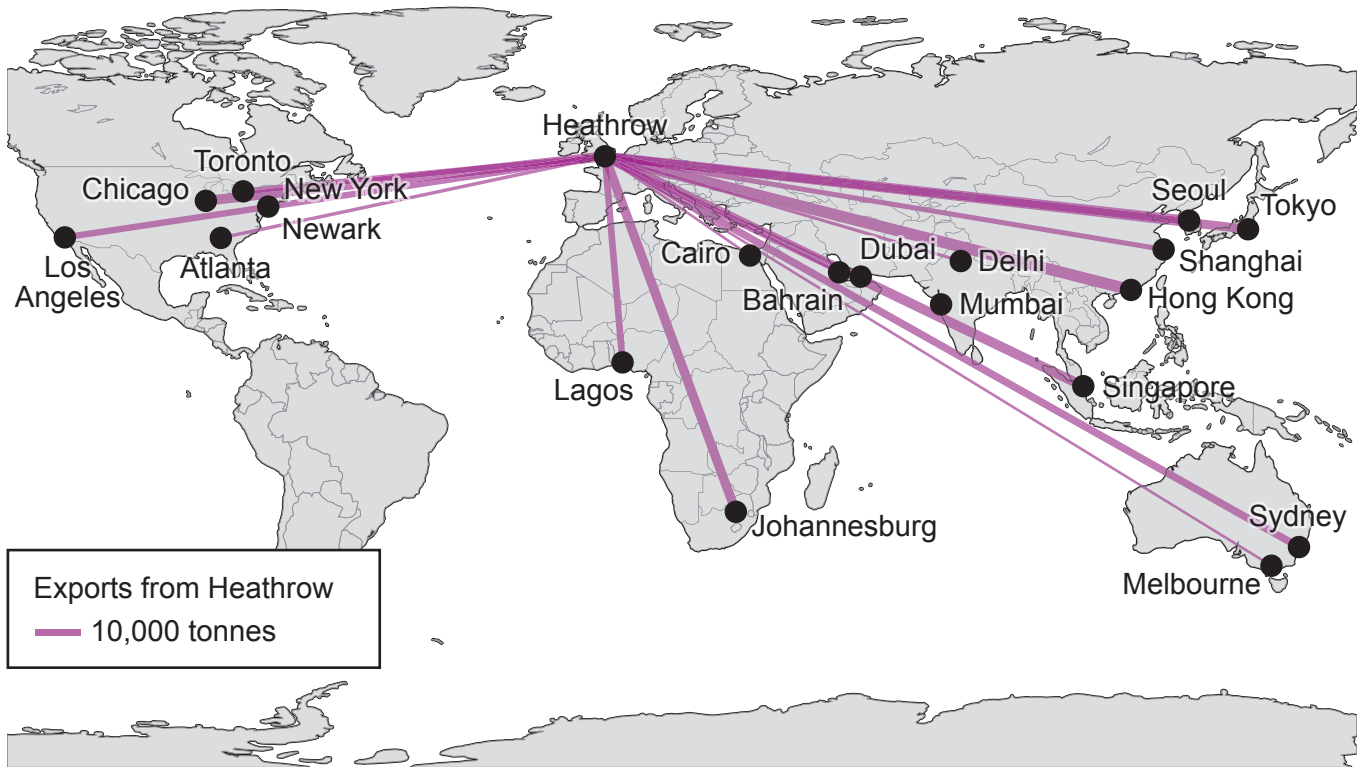 Heathrow
Toronto
Chicago
New York
Newark
Los
Angeles
Atlanta
Seoul
Tokyo
Cairo
Dubai
Delhi
Shanghai
Bahrain
Mumbai
Hong Kong
Lagos
Singapore
Johannesburg
Sydney
Melbourne
Exports from Heathrow
10,000 tonnes